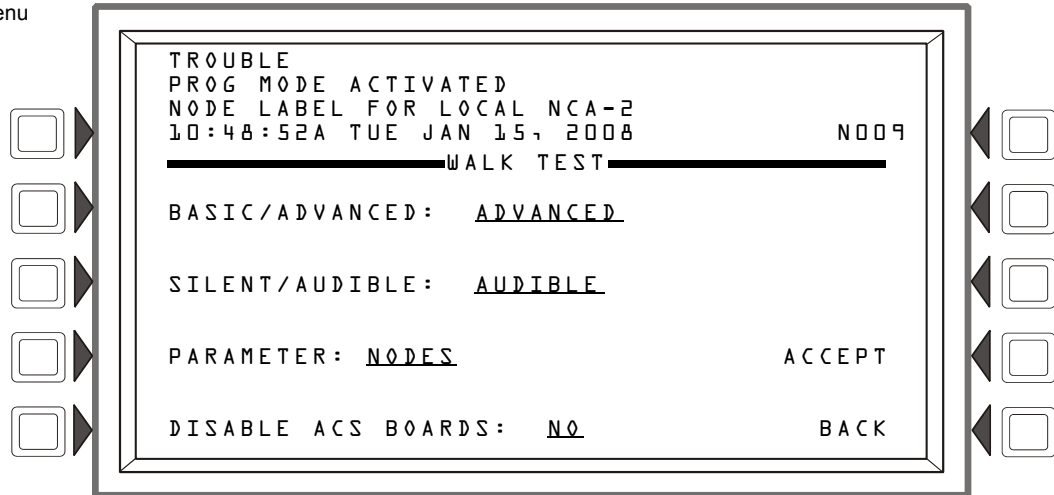 enu
TROUBLE
PROG MODE ACTIVATED
NODE LABEL FOR LOCAL NCA-2
10:48:52A TUE JAN 15, 2008 N009
WALK TEST
BASIC/ADVANCED: ADVANCED
SILENT/AUDIBLE: AUDIBLE
PARAMETER: NODES ACCEPT
DISABLE ACS BOARDS: NO BACK